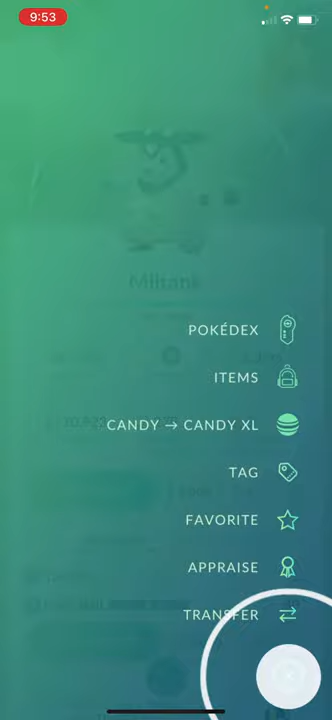 9:53
Miltank
POKÉDEX
ITEMS
CANDY → CANDY XL
TAG
FAVORITE
APPRAISE
TRANSFER